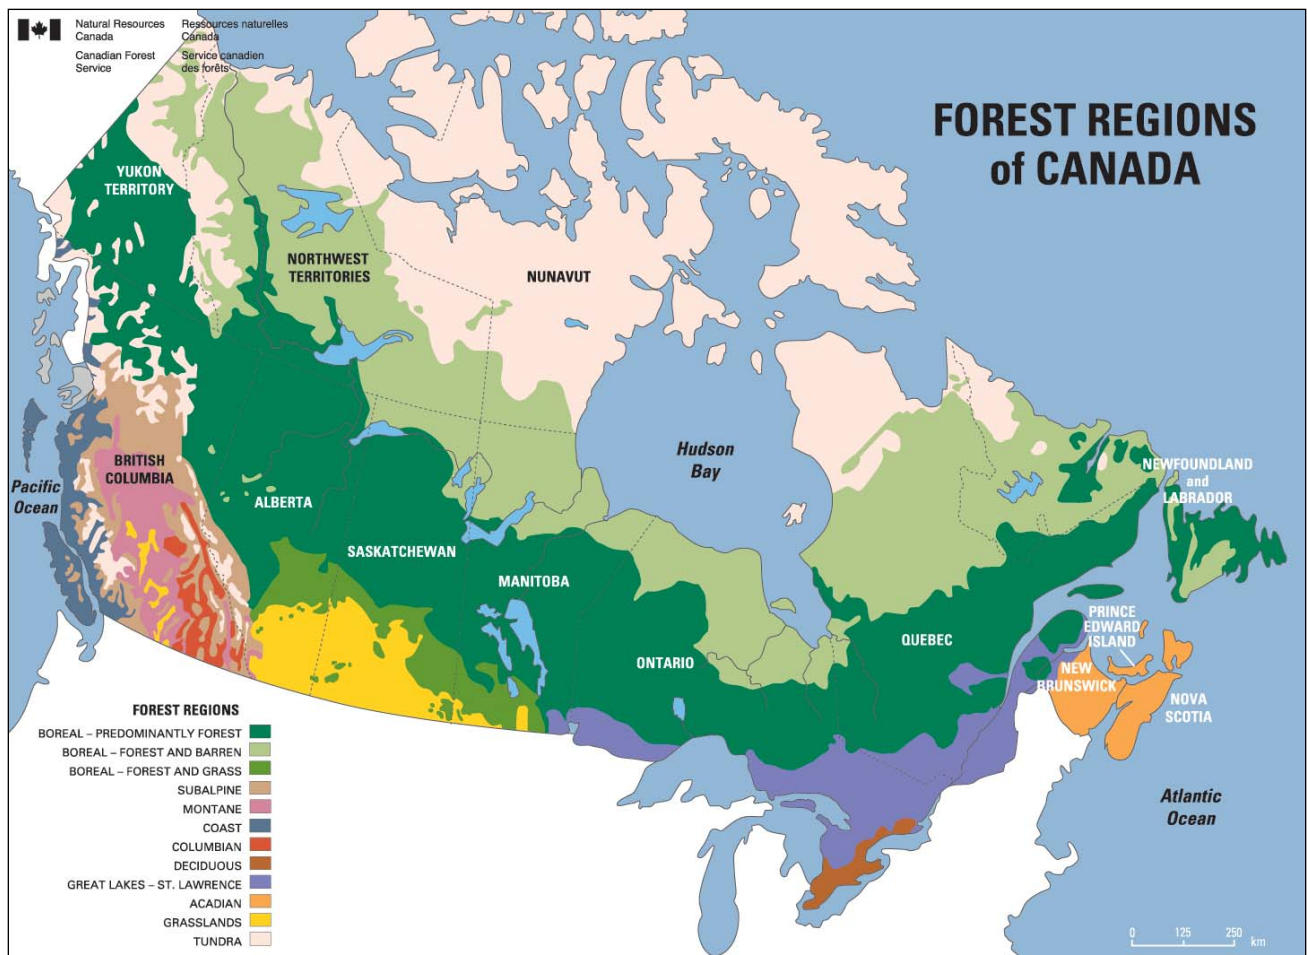 Natural Resources
Canada
Canadian Forest
Service
Ressources naturelles
Canada
Service canadien
des forêts
FOREST REGIONS
of CANADA
YUKON
TERRITORY
NORTHWEST
TERRITORIES
NUNAVUT
Hudson
Bay
Pacific
Ocean
BRITISH
COLUMBIA
ALBERTA
SASKATCHEWAN
MANITOBA
ONTARIO
QUEBEC
NEWFOUNDLAND
and
LABRADOR
PRINCE
EDWARD
ISLAND
NEW
BRUNSWICK
NOVA
SCOTIA
Atlantic
Ocean
FOREST REGIONS
BOREAL – PREDOMINANTLY FOREST
BOREAL – FOREST AND BARREN
BOREAL – FOREST AND GRASS
SUBALPINE
MONTANE
COAST
COLUMBIAN
DECIDUOUS
GREAT LAKES – ST. LAWRENCE
ACADIAN
GRASSLANDS
TUNDRA
0 125 250
km